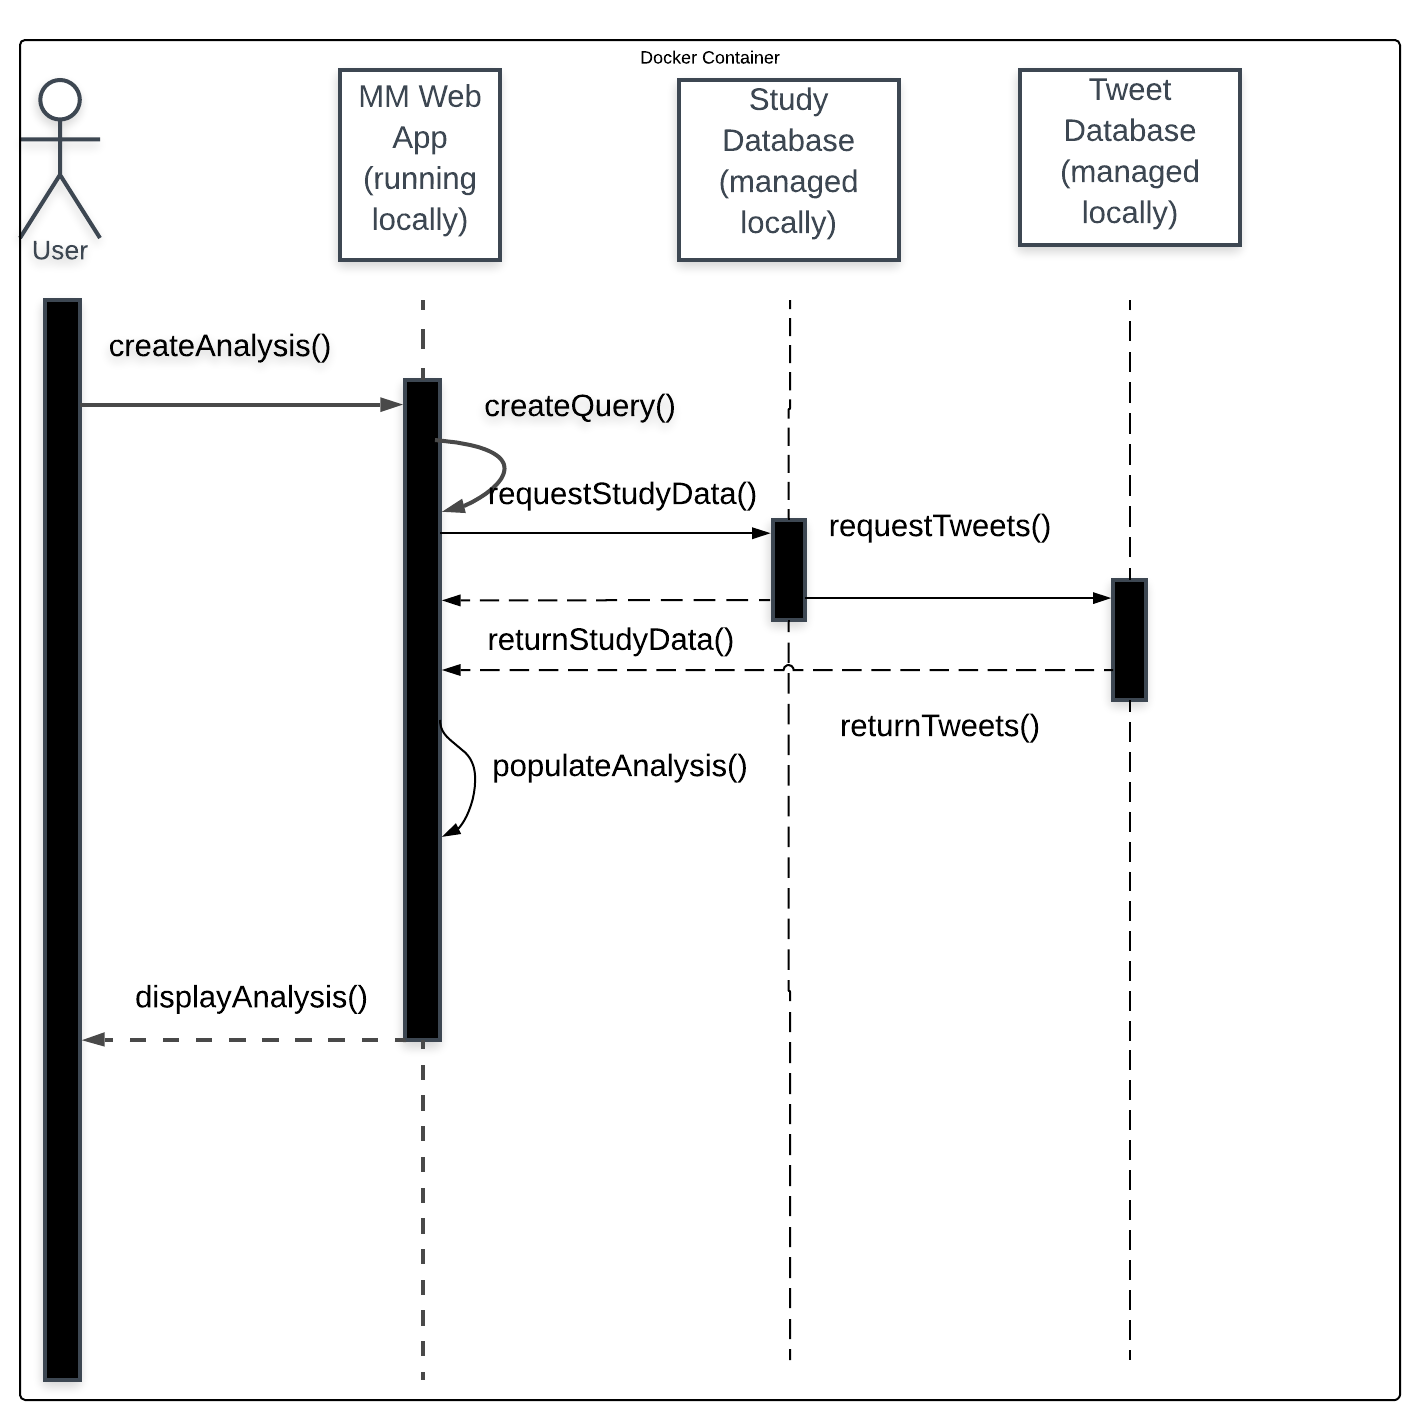 Docker Container
User
MM Web
App
(running
locally)
Study
Database
(managed
locally)
Tweet
Database
(managed
locally)
createAnalysis()
createQuery()
requestStudyData()
requestTweets()
returnStudyData()
returnTweets()
populateAnalysis()
displayAnalysis()